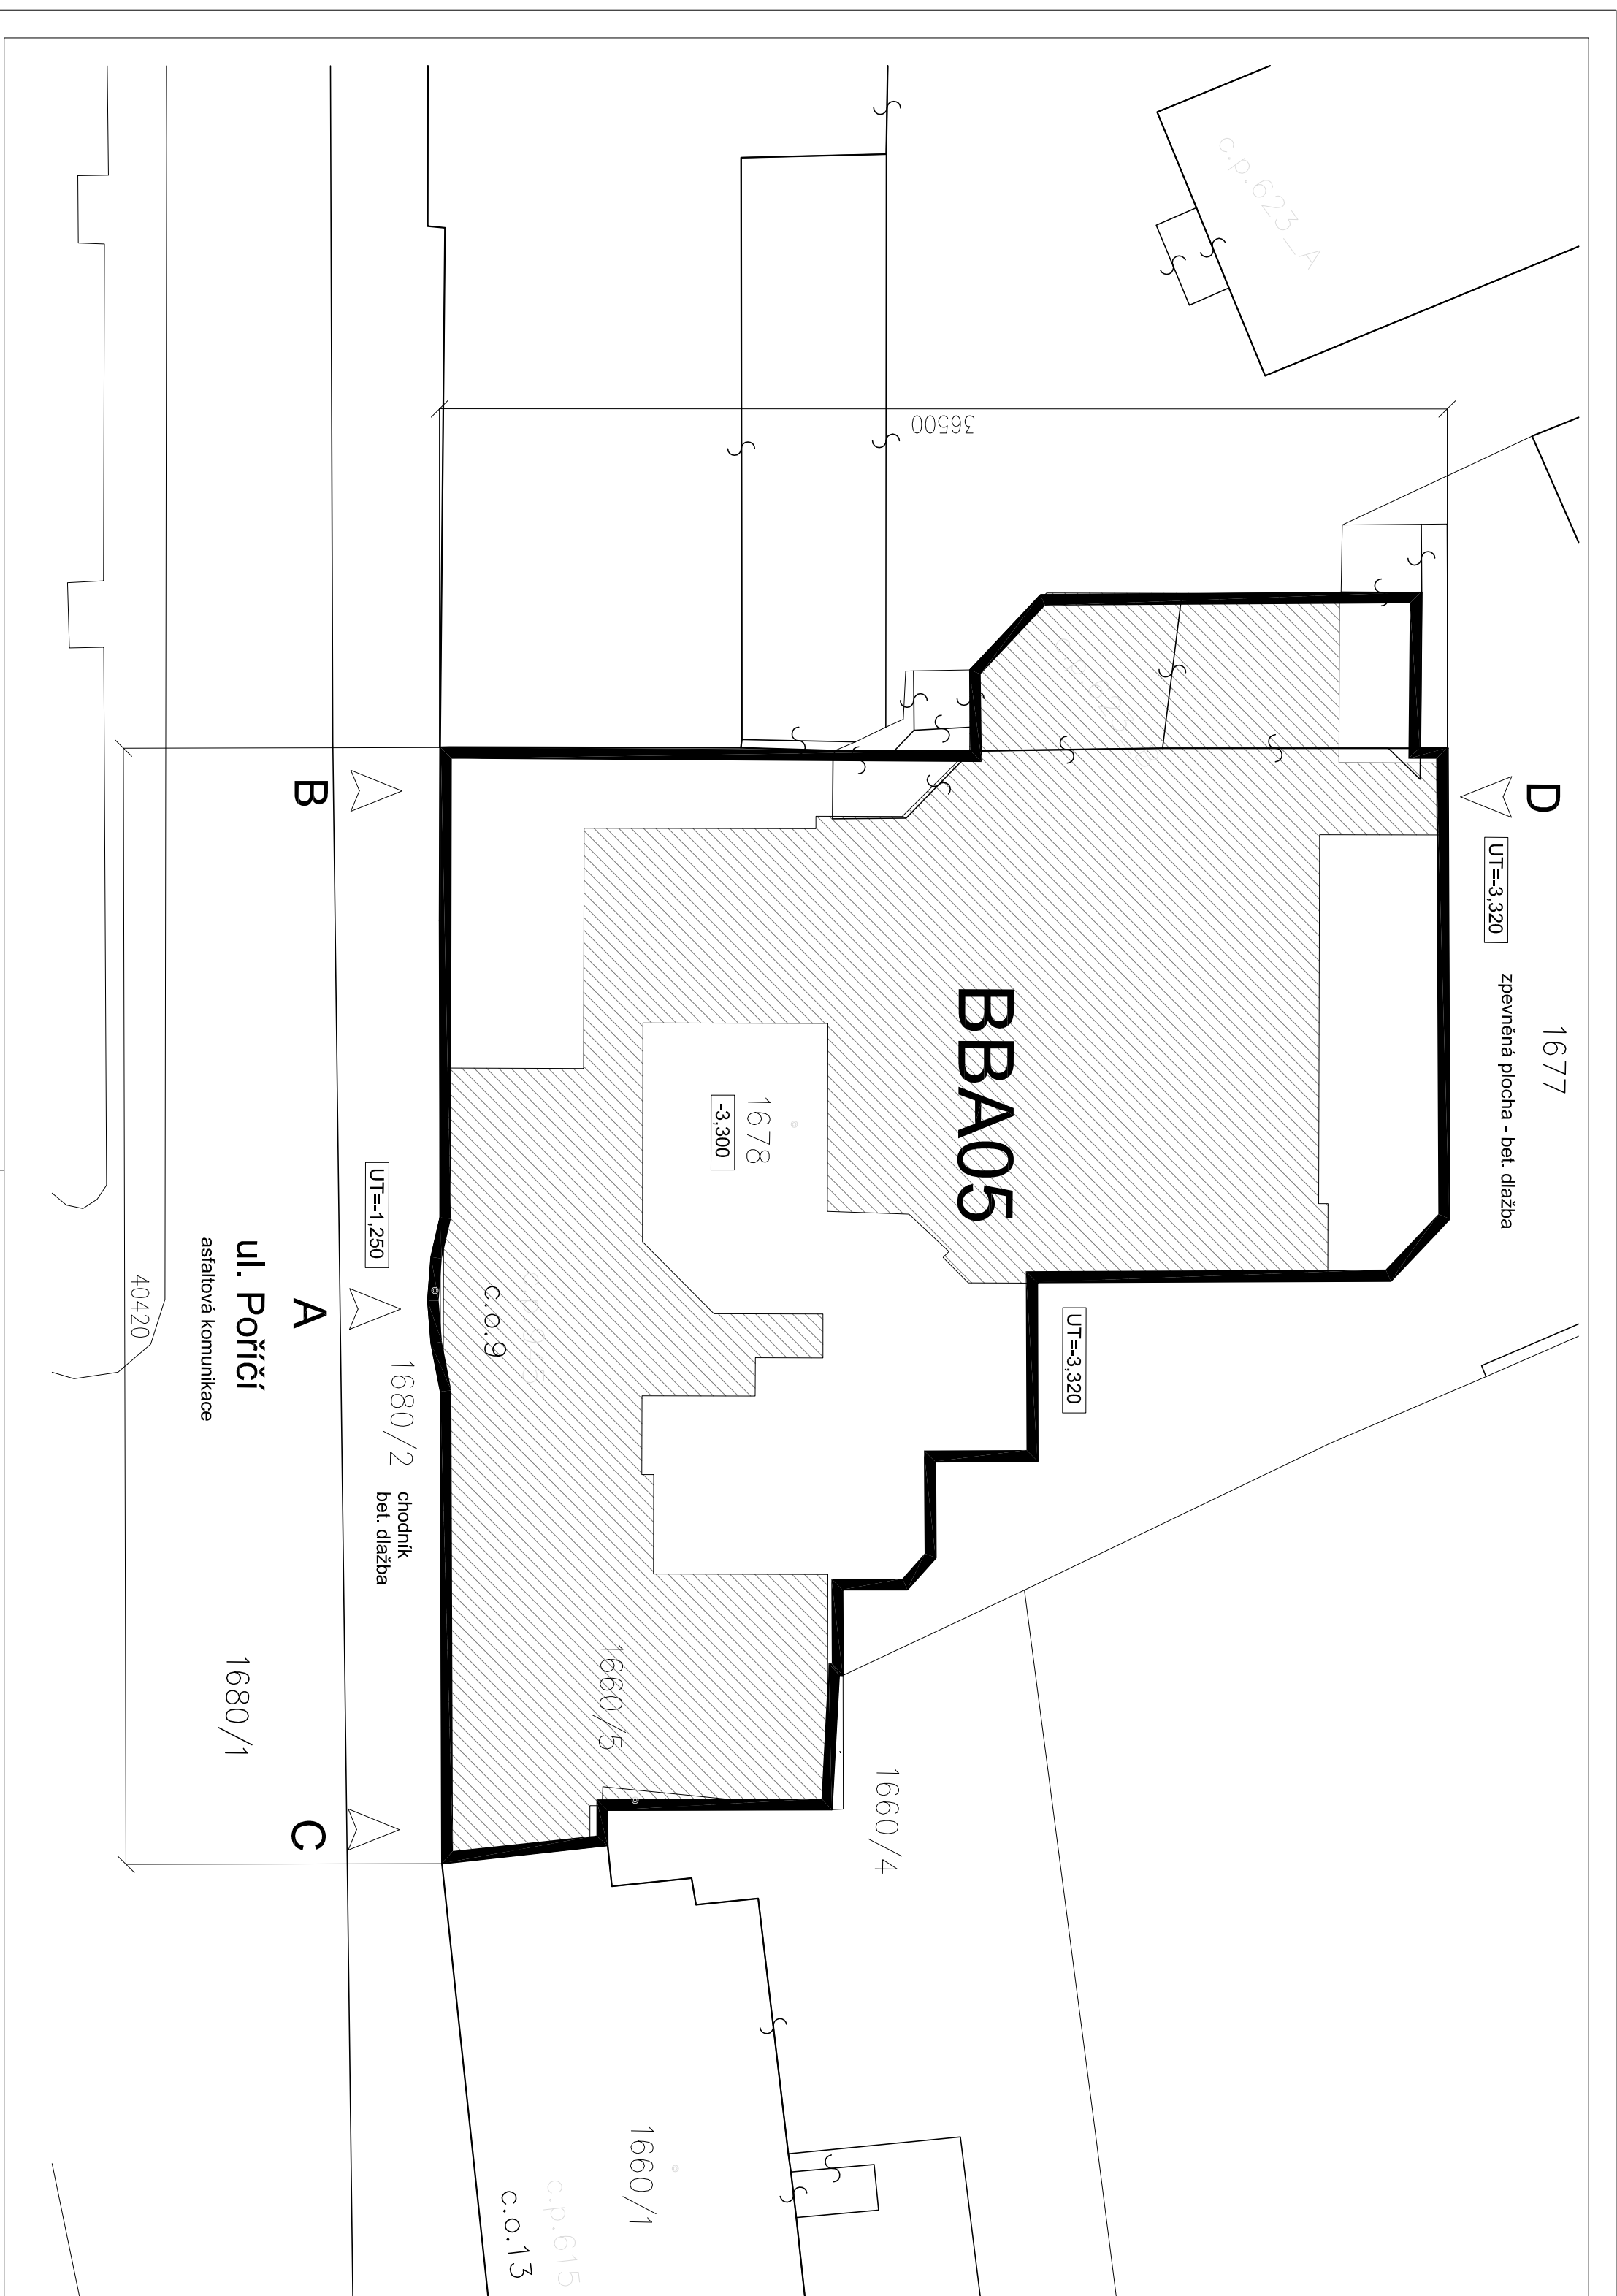 1677
D
UT=-3,320
zpevněná plocha - bet. dlažba
c.p.623_A
36500
UT=-3,320
BBA05
1678
-3,300
1660/4
1660/5
1660/1
c.p.615
c.o.13
c.o.9
1680/2
chodník
bet. dlažba
UT=-1,250
B
A
C
ul. Poříčí
asfaltová komunikace
1680/1
40420